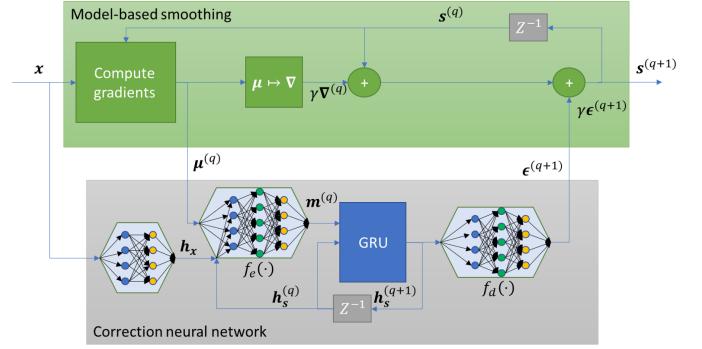 Model-based smoothing
s^(q)
Z^-1
x
Compute
gradients
μ ↦ ∇
γ∇^(q)
+
+
s^(q+1)
γϵ^(q+1)
μ^(q)
ϵ^(q+1)
m^(q)
GRU
h_x
f_e(·)
f_d(·)
h_s^(q)
h_s^(q+1)
Z^-1
Correction neural network